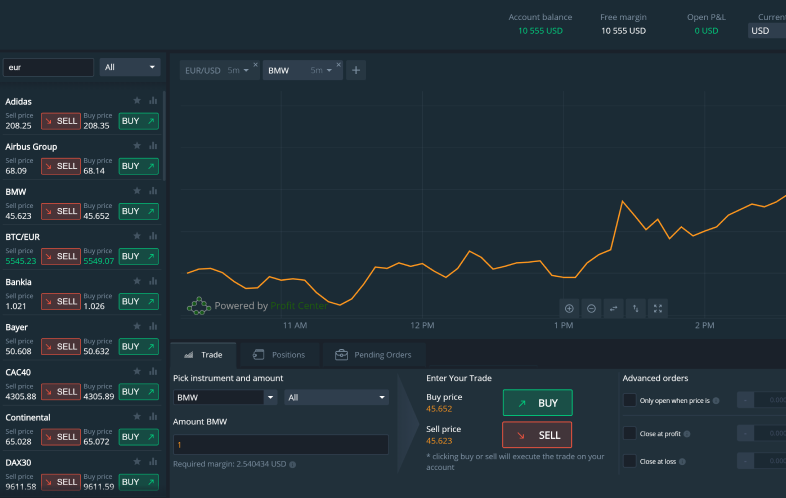 Account balance Free margin Open P&L Current
10 555 USD 10 555 USD 0 USD USD
eur All
EUR/USD 5m BMW 5m
Adidas
Sell price Buy price
208.25 SELL 208.35 BUY
Airbus Group
Sell price Buy price
68.09 SELL 68.14 BUY
BMW
Sell price Buy price
45.623 SELL 45.652 BUY
BTC/EUR
Sell price Buy price
5545.23 SELL 5549.07 BUY
Bankia
Sell price Buy price
1.021 SELL 1.026 BUY
Bayer
Sell price Buy price
50.608 SELL 50.632 BUY
CAC40
Sell price Buy price
4305.88 SELL 4305.89 BUY
Continental
Sell price Buy price
65.028 SELL 65.072 BUY
DAX30
Sell price Buy price
9611.58 SELL 9611.59 BUY
Powered by Profit Center
11 AM 12 PM 1 PM 2 PM
Trade Positions Pending Orders
Pick instrument and amount
BMW All
Amount BMW
1
Required margin: 2.540434 USD
Enter Your Trade
Buy price
45.652 BUY
Sell price
45.623 SELL
* clicking buy or sell will execute the trade on your
account
Advanced orders
Only open when price is - 0.000
Close at profit - 0.000
Close at loss - 0.000